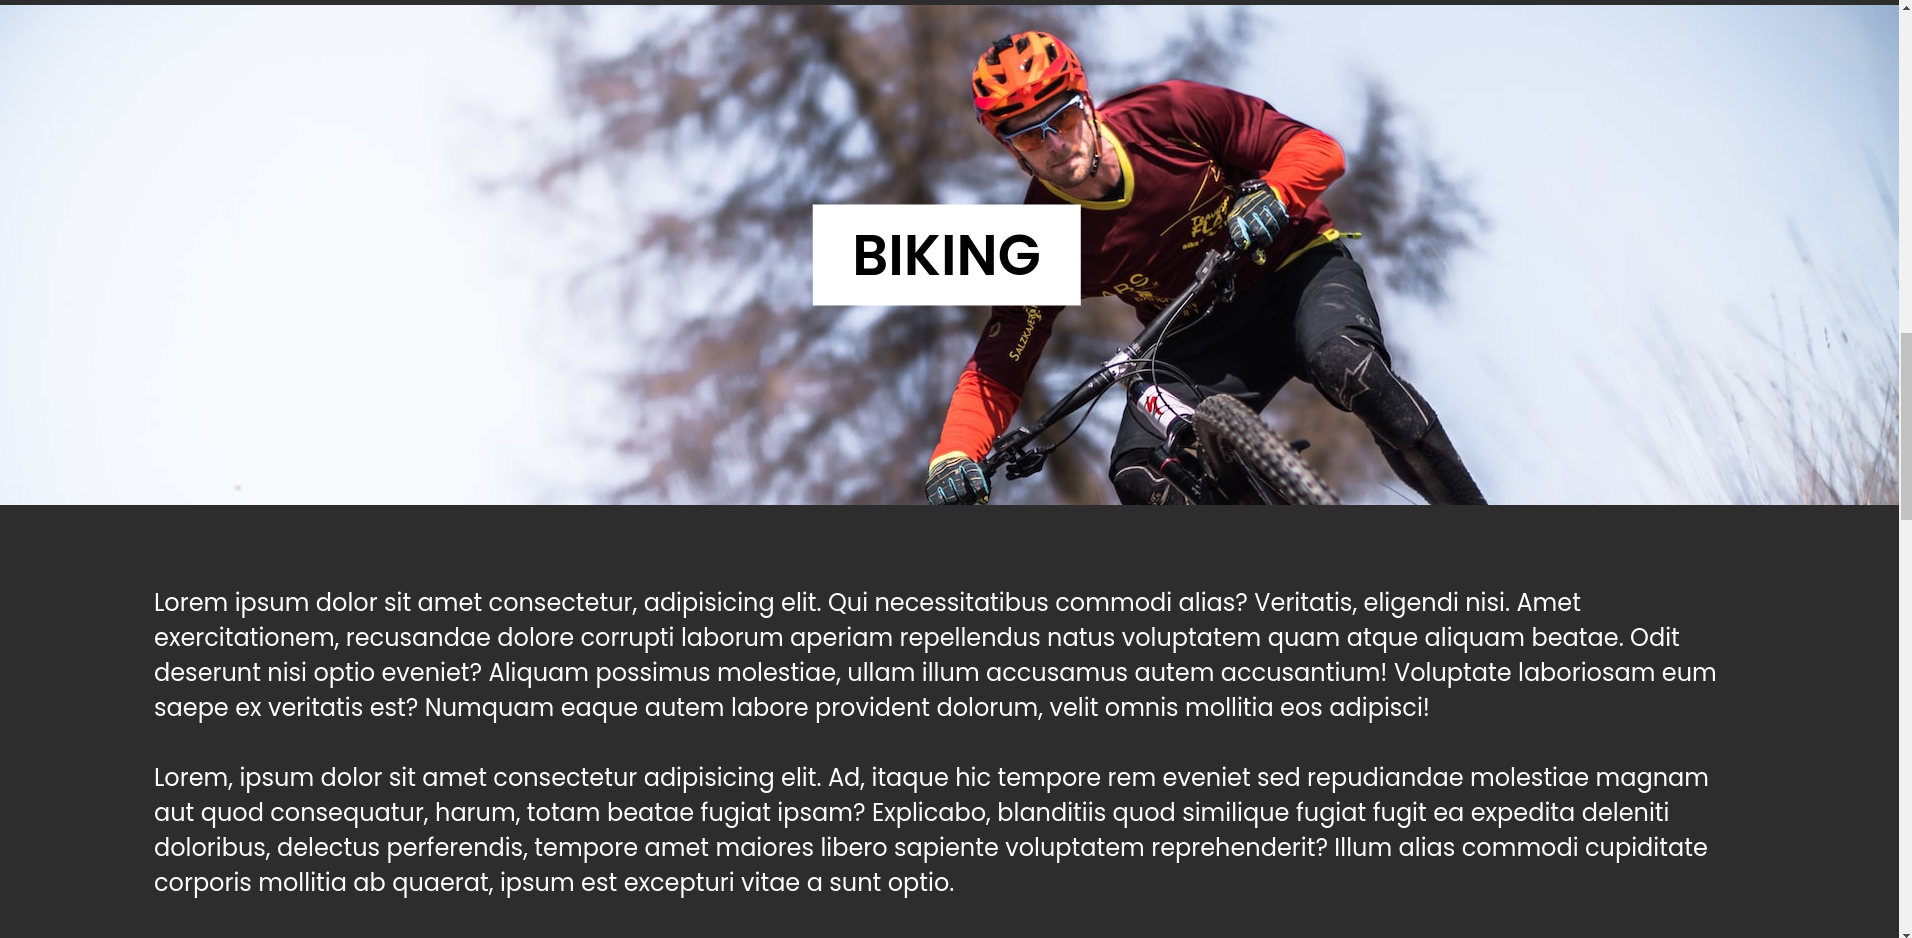 BIKING
SALZKA
Lorem ipsum dolor sit amet consectetur, adipisicing elit. Qui necessitatibus commodi alias? Veritatis, eligendi nisi. Amet
exercitationem, recusandae dolore corrupti laborum aperiam repellendus natus voluptatem quam atque aliquam beatae. Odit
deserunt nisi optio eveniet? Aliquam possimus molestiae, ullam illum accusamus autem accusantium! Voluptate laboriosam eum
saepe ex veritatis est? Numquam eaque autem labore provident dolorum, velit omnis mollitia eos adipisci!
Lorem, ipsum dolor sit amet consectetur adipisicing elit. Ad, itaque hic tempore rem eveniet sed repudiandae molestiae magnam
aut quod consequatur, harum, totam beatae fugiat ipsam? Explicabo, blanditiis quod similique fugiat fugit ea expedita deleniti
doloribus, delectus perferendis, tempore amet maiores libero sapiente voluptatem reprehenderit? Illum alias commodi cupiditate
corporis mollitia ab quaerat, ipsum est excepturi vitae a sunt optio.